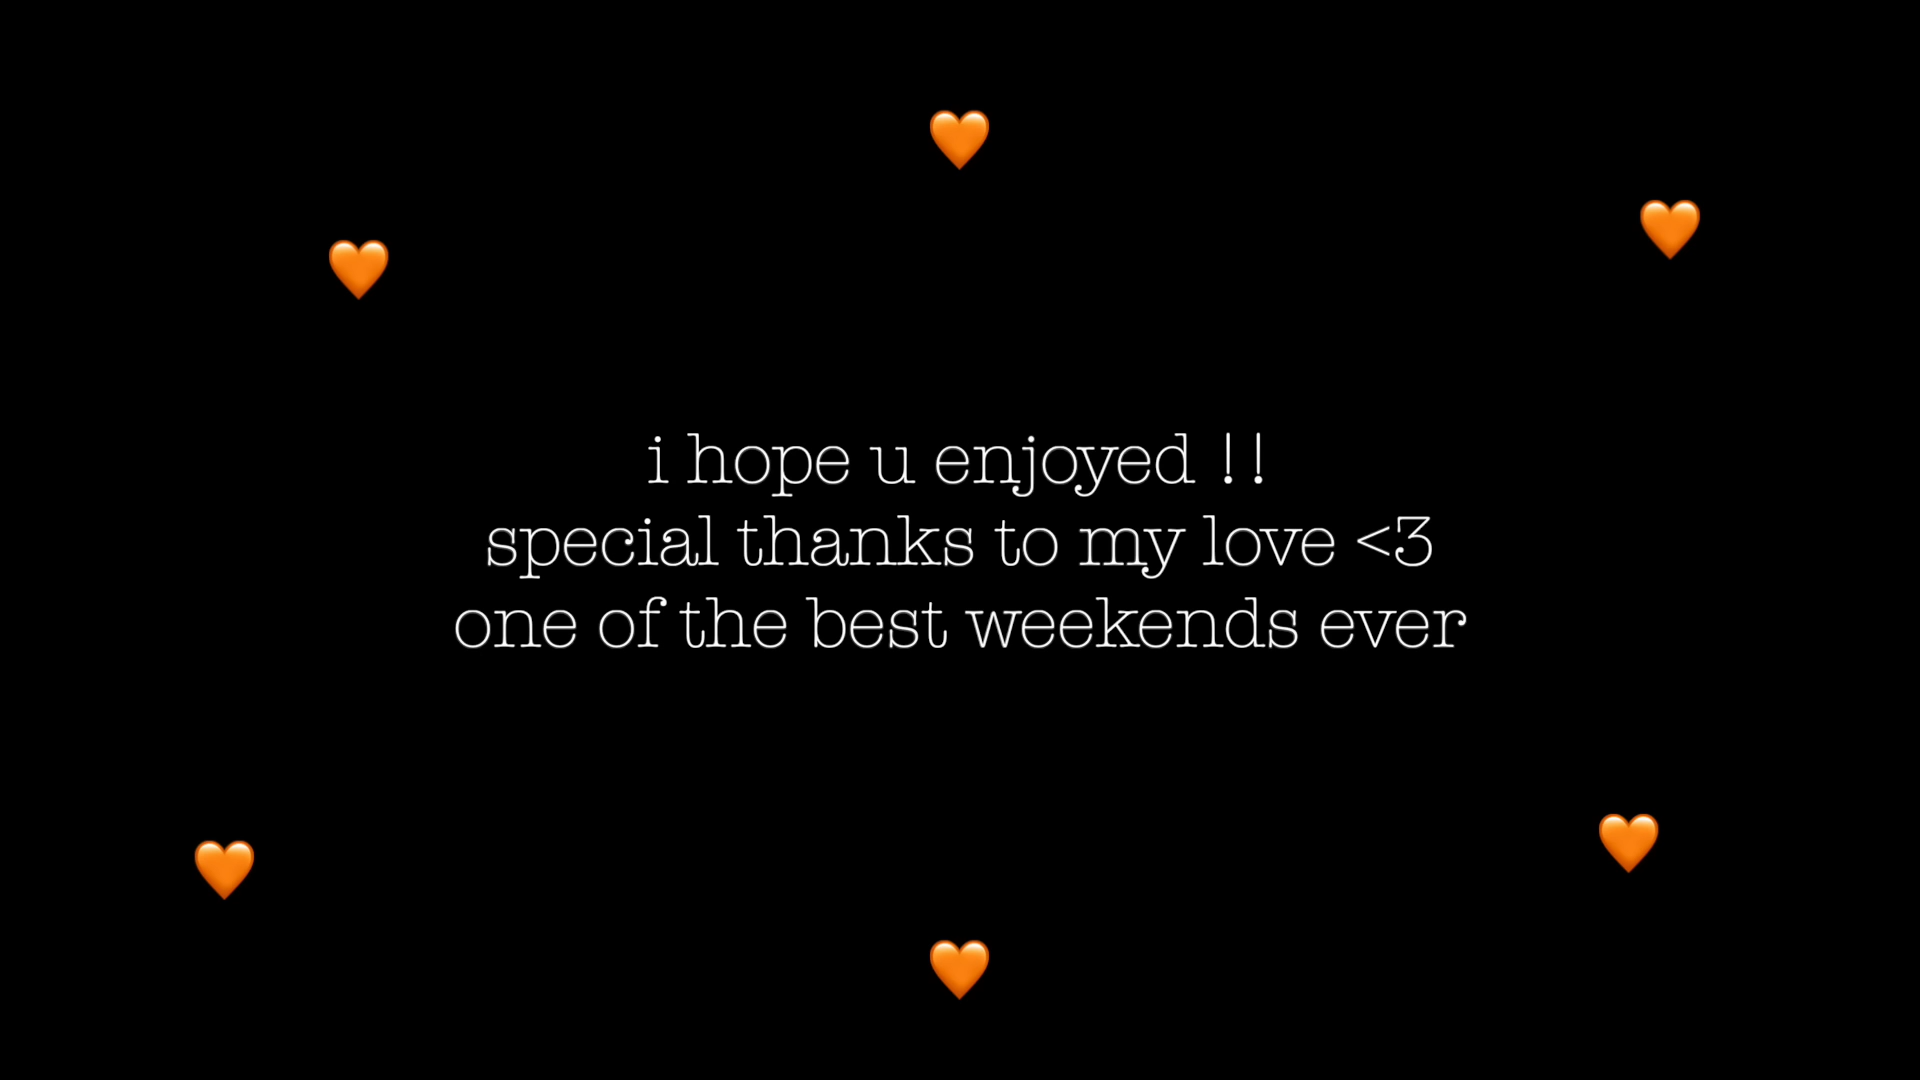 i hope u enjoyed !!
special thanks to my love <3
one of the best weekends ever